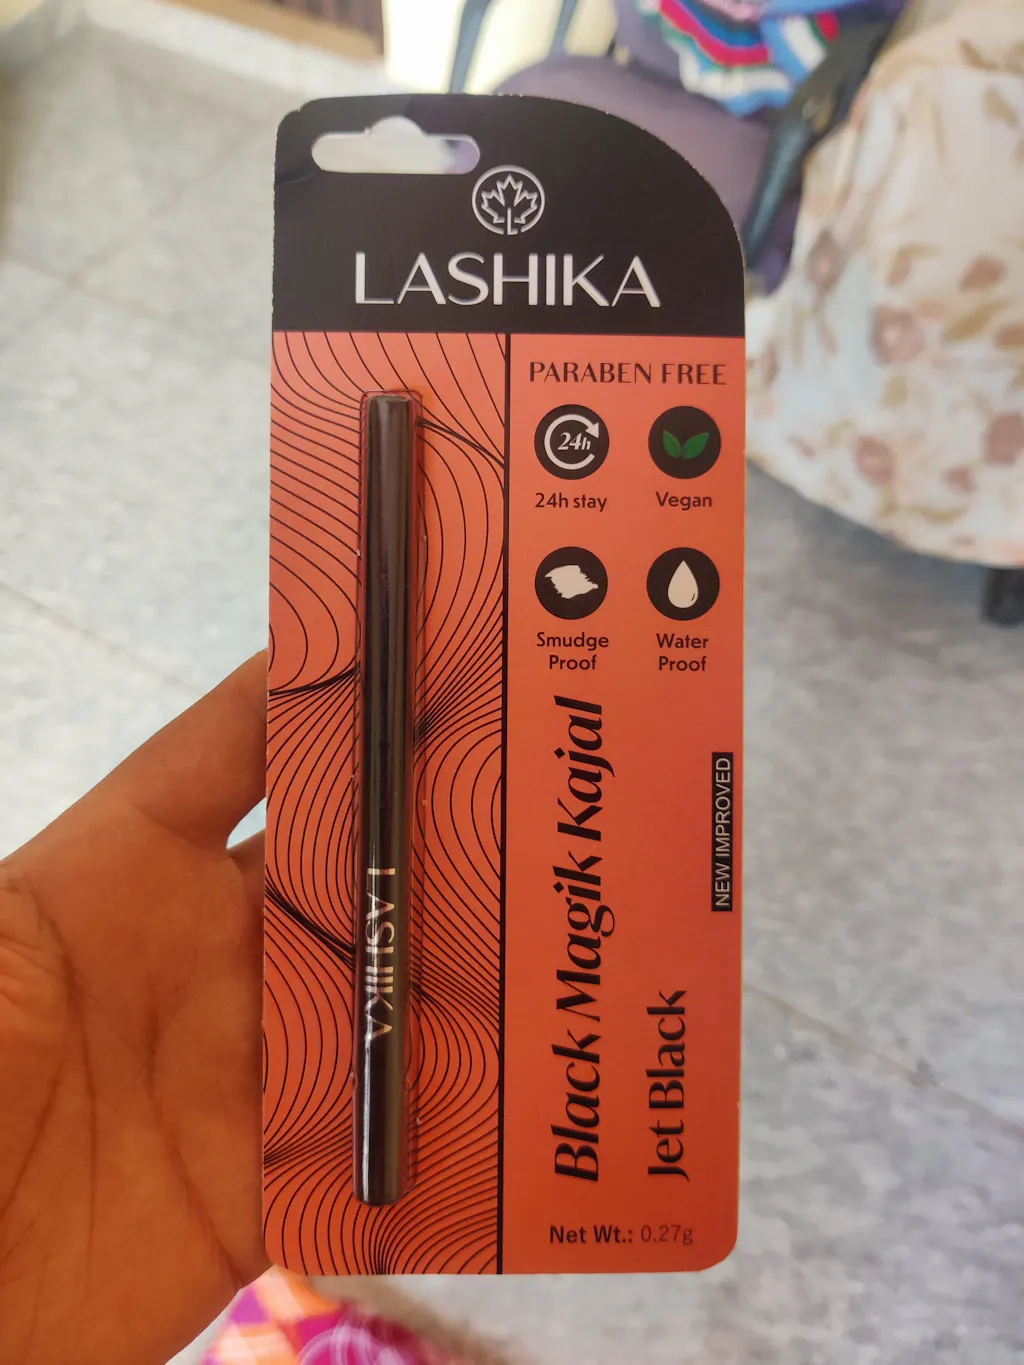 LASHIKA
PARABEN FREE
24h
24h stay
Vegan
Smudge
Proof
Water
Proof
Black Magik Kajal
Jet Black
NEW IMPROVED
LASHIKA
Net Wt.: 0.27g